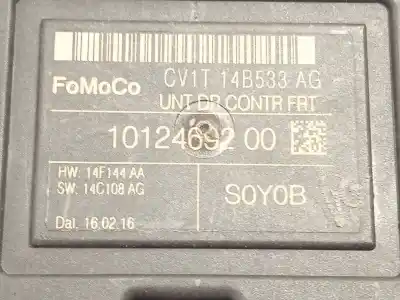 FoMoCo CV1T 14B533 AG
UNT DR CONTR FRT
10124692 00
HW: 14F144 AA
SW: 14C108 AG
S0Y0B
Dat. 16.02.16